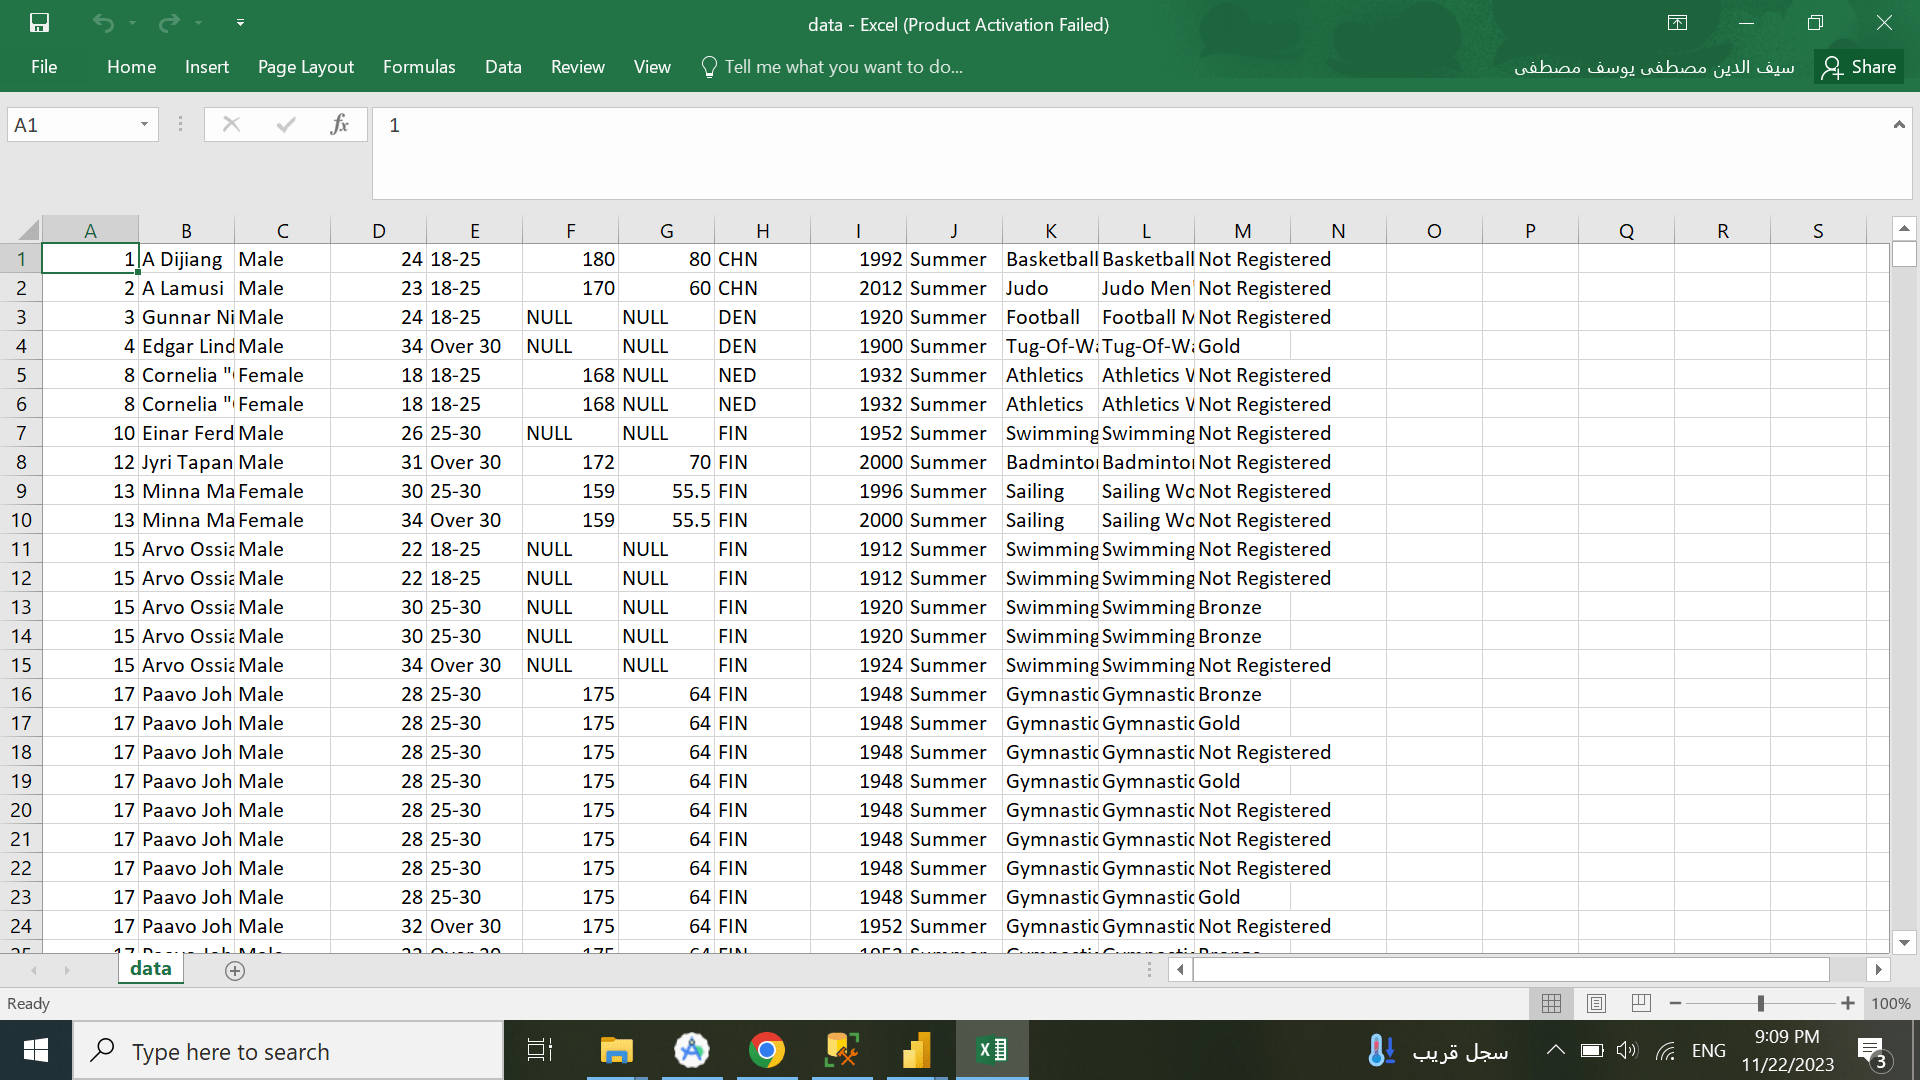 data - Excel (Product Activation Failed)
File Home Insert Page Layout Formulas Data Review View Tell me what you want to do... سيف الدين مصطفى يوسف مصطفى Share
A1 fx 1
A B C D E F G H I J K L M N O P Q R S
1 1 A Dijiang Male 24 18-25 180 80 CHN 1992 Summer Basketball Basketball Not Registered
2 2 A Lamusi Male 23 18-25 170 60 CHN 2012 Summer Judo Judo Men' Not Registered
3 3 Gunnar Ni Male 24 18-25 NULL NULL DEN 1920 Summer Football Football M Not Registered
4 4 Edgar Lind Male 34 Over 30 NULL NULL DEN 1900 Summer Tug-Of-Wa Tug-Of-Wa Gold
5 8 Cornelia "( Female 18 18-25 168 NULL NED 1932 Summer Athletics Athletics W Not Registered
6 8 Cornelia "( Female 18 18-25 168 NULL NED 1932 Summer Athletics Athletics W Not Registered
7 10 Einar Ferd Male 26 25-30 NULL NULL FIN 1952 Summer Swimming Swimming Not Registered
8 12 Jyri Tapan Male 31 Over 30 172 70 FIN 2000 Summer Badminton Badminton Not Registered
9 13 Minna Ma Female 30 25-30 159 55.5 FIN 1996 Summer Sailing Sailing Wo Not Registered
10 13 Minna Ma Female 34 Over 30 159 55.5 FIN 2000 Summer Sailing Sailing Wo Not Registered
11 15 Arvo Ossia Male 22 18-25 NULL NULL FIN 1912 Summer Swimming Swimming Not Registered
12 15 Arvo Ossia Male 22 18-25 NULL NULL FIN 1912 Summer Swimming Swimming Not Registered
13 15 Arvo Ossia Male 30 25-30 NULL NULL FIN 1920 Summer Swimming Swimming Bronze
14 15 Arvo Ossia Male 30 25-30 NULL NULL FIN 1920 Summer Swimming Swimming Bronze
15 15 Arvo Ossia Male 34 Over 30 NULL NULL FIN 1924 Summer Swimming Swimming Not Registered
16 17 Paavo Joh Male 28 25-30 175 64 FIN 1948 Summer Gymnastic Gymnastic Bronze
17 17 Paavo Joh Male 28 25-30 175 64 FIN 1948 Summer Gymnastic Gymnastic Gold
18 17 Paavo Joh Male 28 25-30 175 64 FIN 1948 Summer Gymnastic Gymnastic Not Registered
19 17 Paavo Joh Male 28 25-30 175 64 FIN 1948 Summer Gymnastic Gymnastic Gold
20 17 Paavo Joh Male 28 25-30 175 64 FIN 1948 Summer Gymnastic Gymnastic Not Registered
21 17 Paavo Joh Male 28 25-30 175 64 FIN 1948 Summer Gymnastic Gymnastic Not Registered
22 17 Paavo Joh Male 28 25-30 175 64 FIN 1948 Summer Gymnastic Gymnastic Not Registered
23 17 Paavo Joh Male 28 25-30 175 64 FIN 1948 Summer Gymnastic Gymnastic Gold
24 17 Paavo Joh Male 32 Over 30 175 64 FIN 1952 Summer Gymnastic Gymnastic Not Registered
data
Ready 100%
Type here to search سجل قريب ENG 9:09 PM
11/22/2023 3